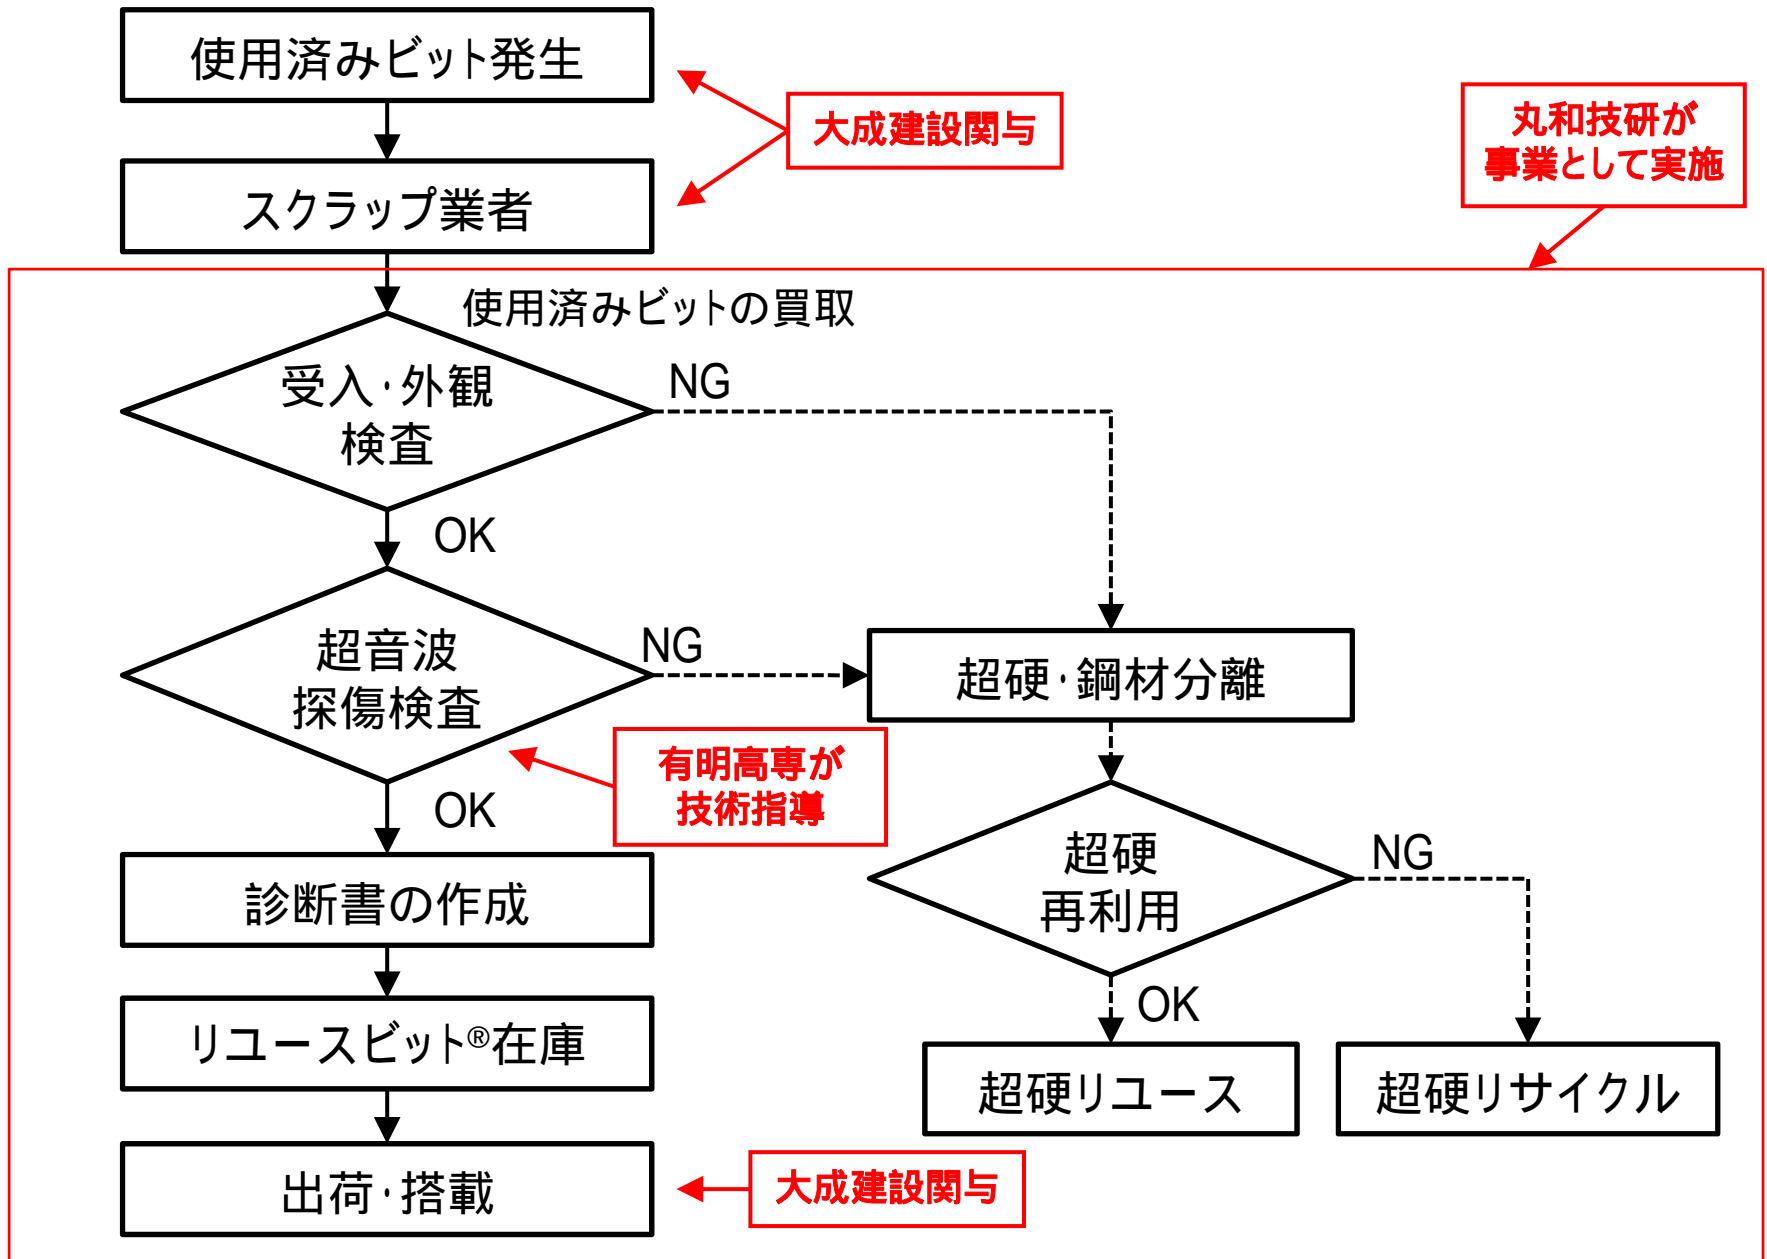 使用済みビット発生
大成建設関与
丸和技研が
事業として実施
スクラップ業者
使用済みビットの買取
受入・外観
検査
NG
OK
超音波
探傷検査
NG
超硬・鋼材分離
有明高専が
技術指導
OK
超硬
再利用
NG
診断書の作成
OK
リユースビット®在庫
超硬リユース
超硬リサイクル
出荷・搭載
大成建設関与